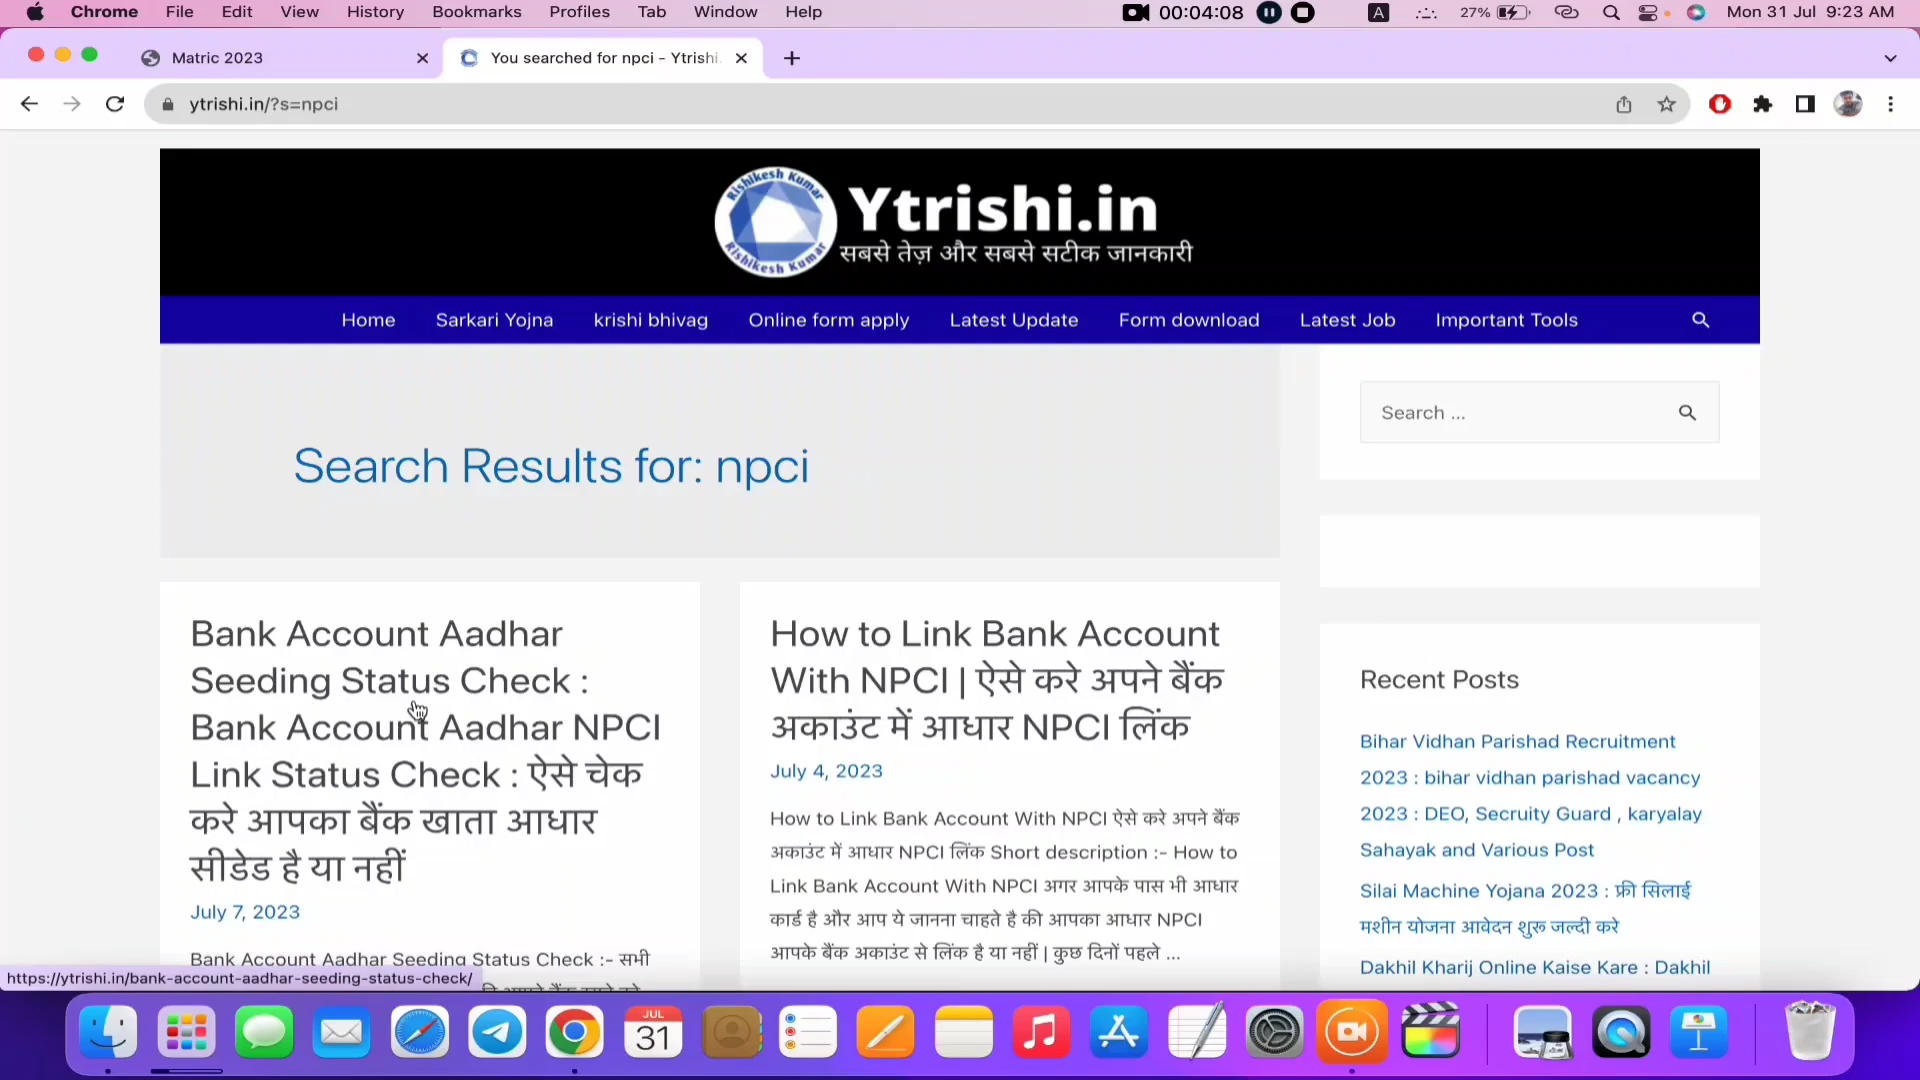 Chrome File Edit View History Bookmarks Profiles Tab Window Help 00:04:08 A 27% Mon 31 Jul 9:23 AM
Matric 2023 You searched for npci - Ytrishi.
ytrishi.in/?s=npci
Rishikesh Kumar
Rishikesh Kumar
Ytrishi.in
सबसे तेज़ और सबसे सटीक जानकारी
Home Sarkari Yojna krishi bhivag Online form apply Latest Update Form download Latest Job Important Tools
Search Results for: npci
Search ...
Bank Account Aadhar
Seeding Status Check :
Bank Account Aadhar NPCI
Link Status Check : ऐसे चेक
करे आपका बैंक खाता आधार
सीडेड है या नहीं
July 7, 2023
Bank Account Aadhar Seeding Status Check :- सभी
How to Link Bank Account
With NPCI | ऐसे करे अपने बैंक
अकाउंट में आधार NPCI लिंक
July 4, 2023
How to Link Bank Account With NPCI ऐसे करे अपने बैंक
अकाउंट में आधार NPCI लिंक Short description :- How to
Link Bank Account With NPCI अगर आपके पास भी आधार
कार्ड है और आप ये जानना चाहते है की आपका आधार NPCI
आपके बैंक अकाउंट से लिंक है या नहीं | कुछ दिनों पहले ...
Recent Posts
Bihar Vidhan Parishad Recruitment
2023 : bihar vidhan parishad vacancy
2023 : DEO, Secruity Guard , karyalay
Sahayak and Various Post
Silai Machine Yojana 2023 : फ्री सिलाई
मशीन योजना आवेदन शुरू जल्दी करे
Dakhil Kharij Online Kaise Kare : Dakhil
https://ytrishi.in/bank-account-aadhar-seeding-status-check/
JUL
31